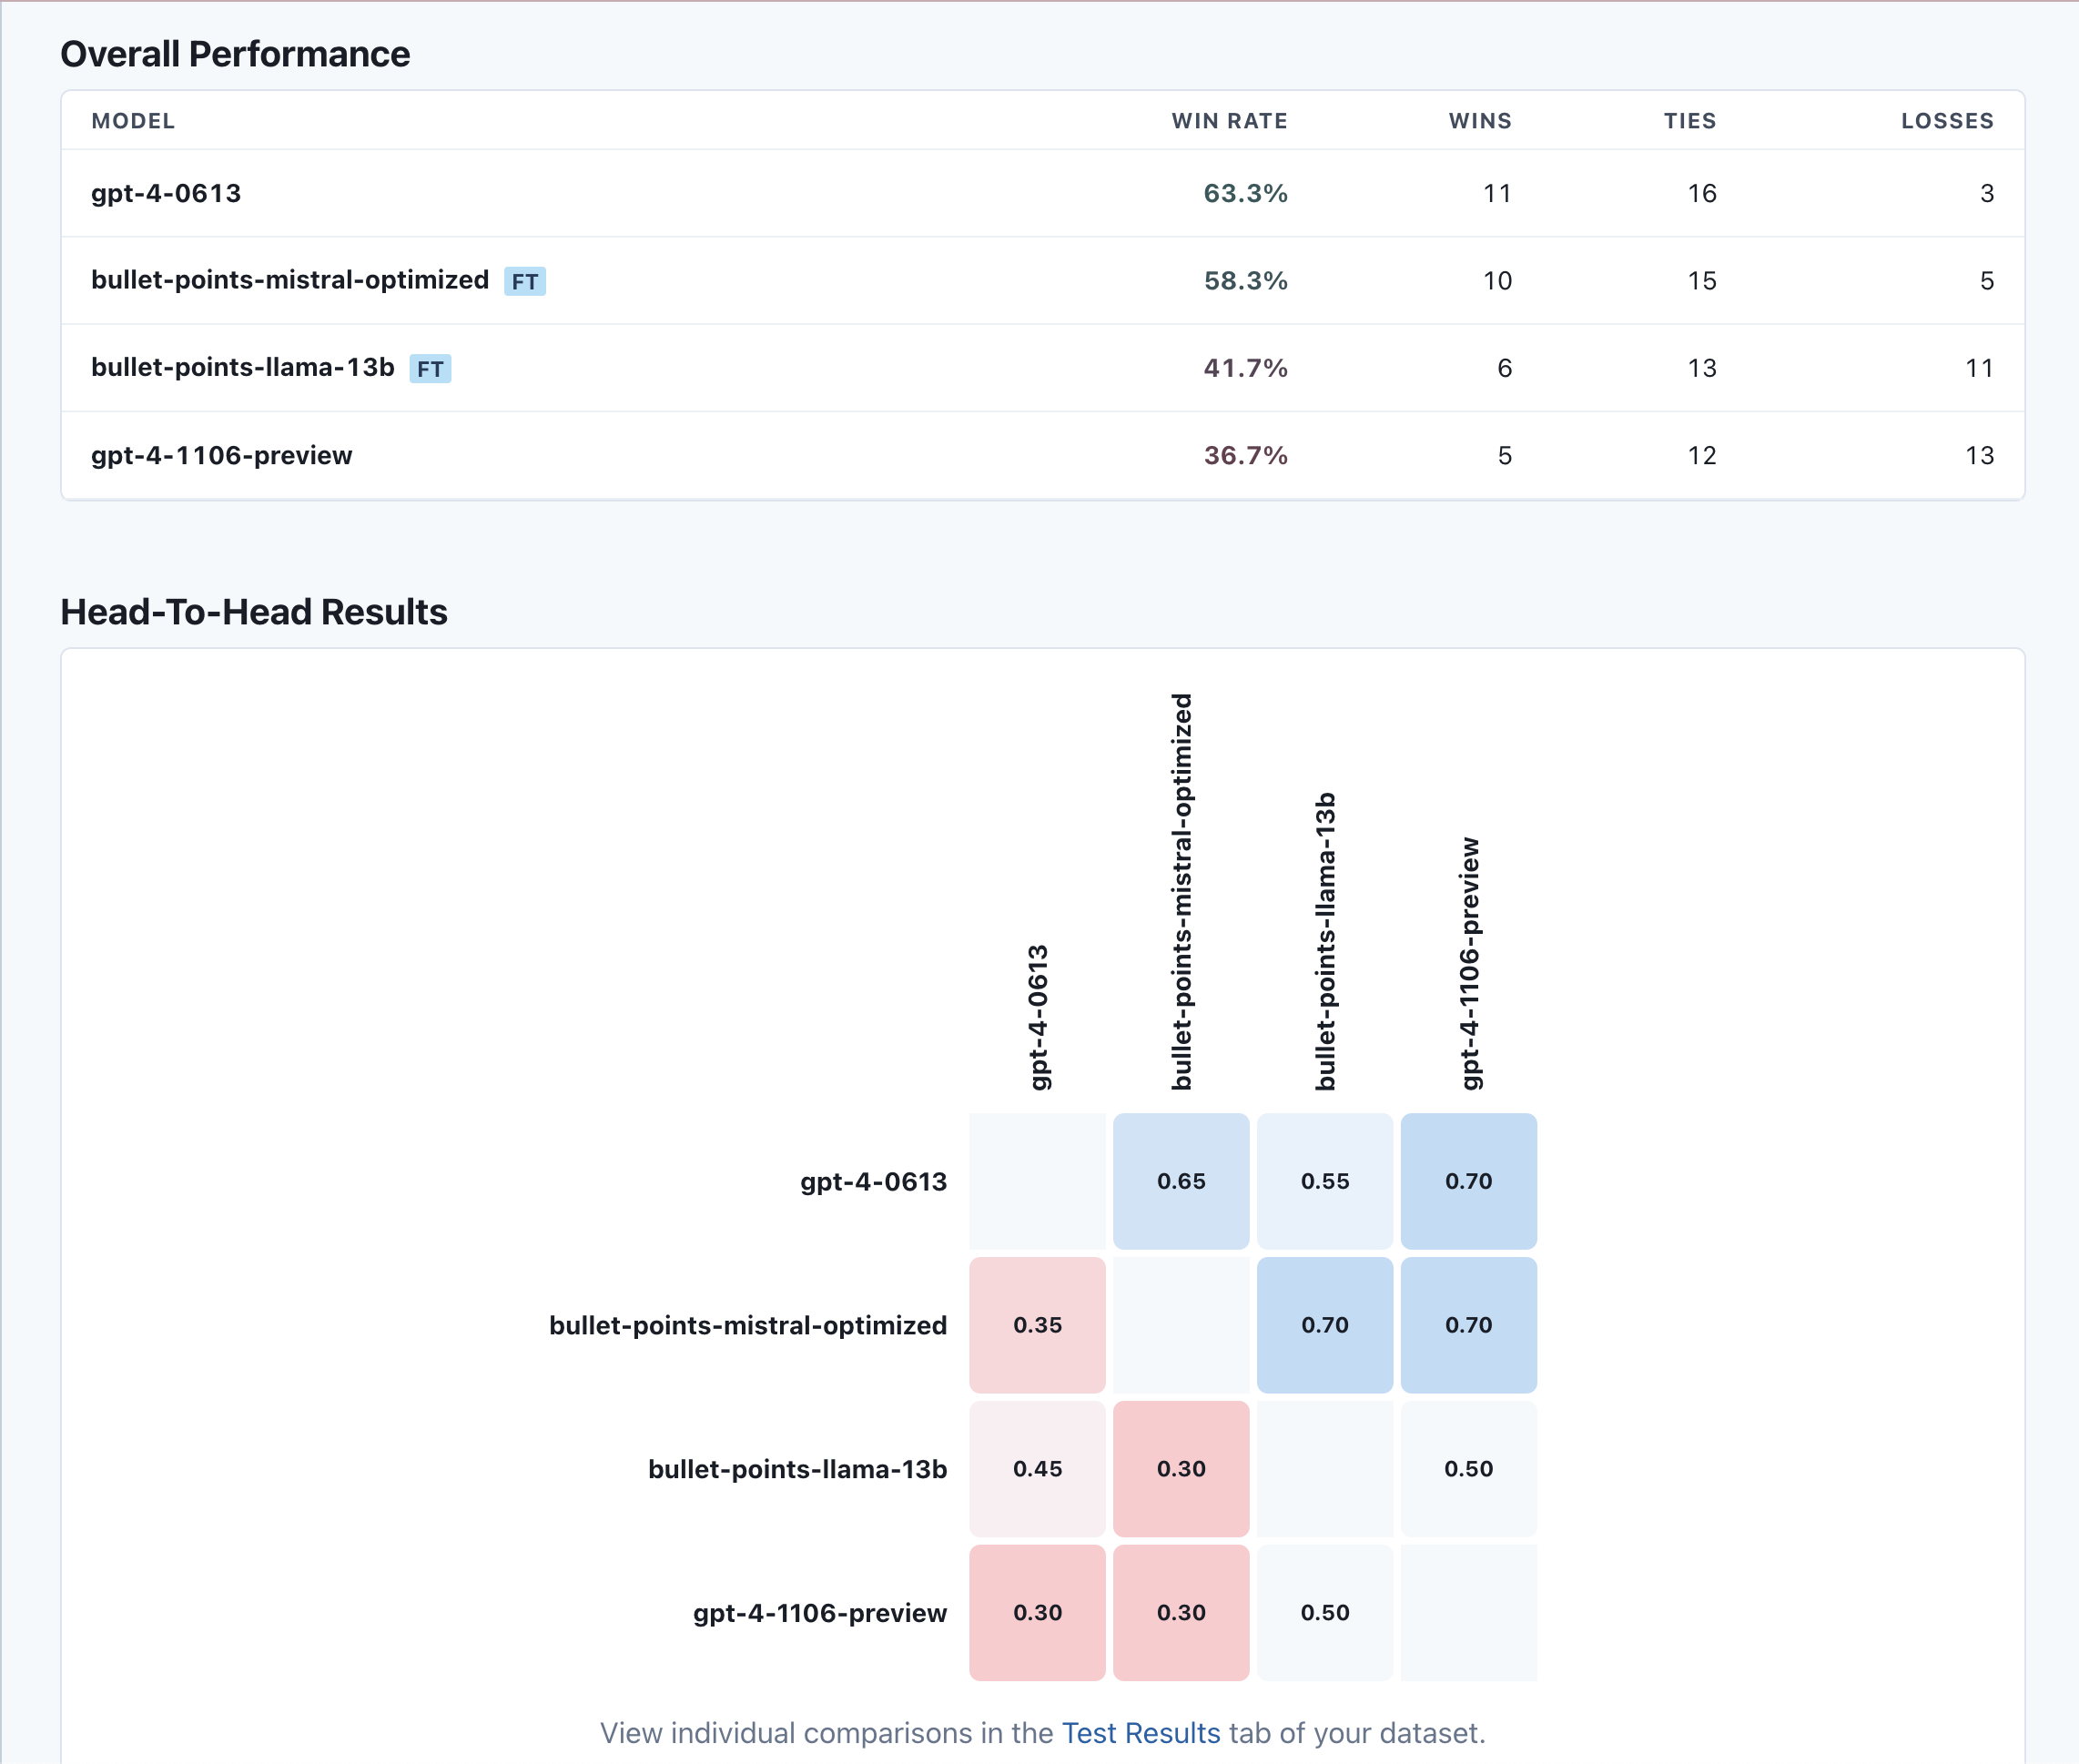 Overall Performance
MODEL WIN RATE WINS TIES LOSSES
gpt-4-0613 63.3% 11 16 3
bullet-points-mistral-optimized FT 58.3% 10 15 5
bullet-points-llama-13b FT 41.7% 6 13 11
gpt-4-1106-preview 36.7% 5 12 13
Head-To-Head Results
gpt-4-0613 bullet-points-mistral-optimized bullet-points-llama-13b gpt-4-1106-preview
gpt-4-0613 0.65 0.55 0.70
bullet-points-mistral-optimized 0.35 0.70 0.70
bullet-points-llama-13b 0.45 0.30 0.50
gpt-4-1106-preview 0.30 0.30 0.50
View individual comparisons in the Test Results tab of your dataset.